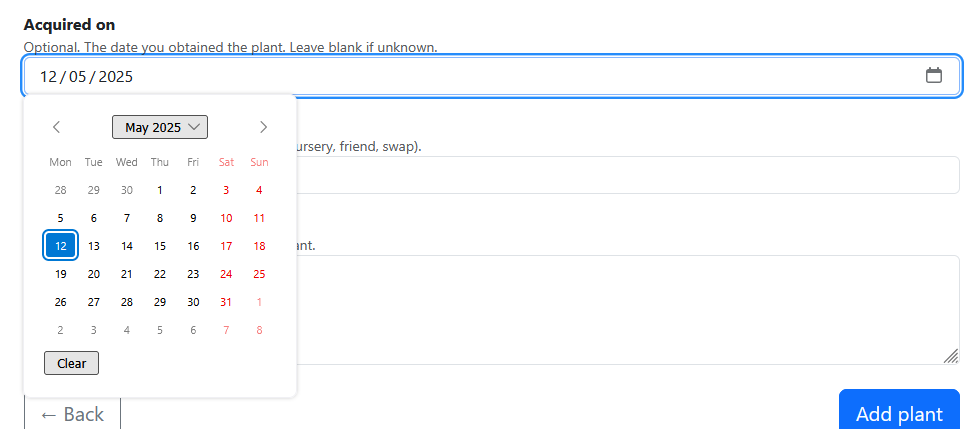 Acquired on
Optional. The date you obtained the plant. Leave blank if unknown.
12/05/2025
May 2025
Mon Tue Wed Thu Fri Sat Sun
28 29 30 1 2 3 4
5 6 7 8 9 10 11
12 13 14 15 16 17 18
19 20 21 22 23 24 25
26 27 28 29 30 31 1
2 3 4 5 6 7 8
Clear
friend, swap).
← Back
Add plant